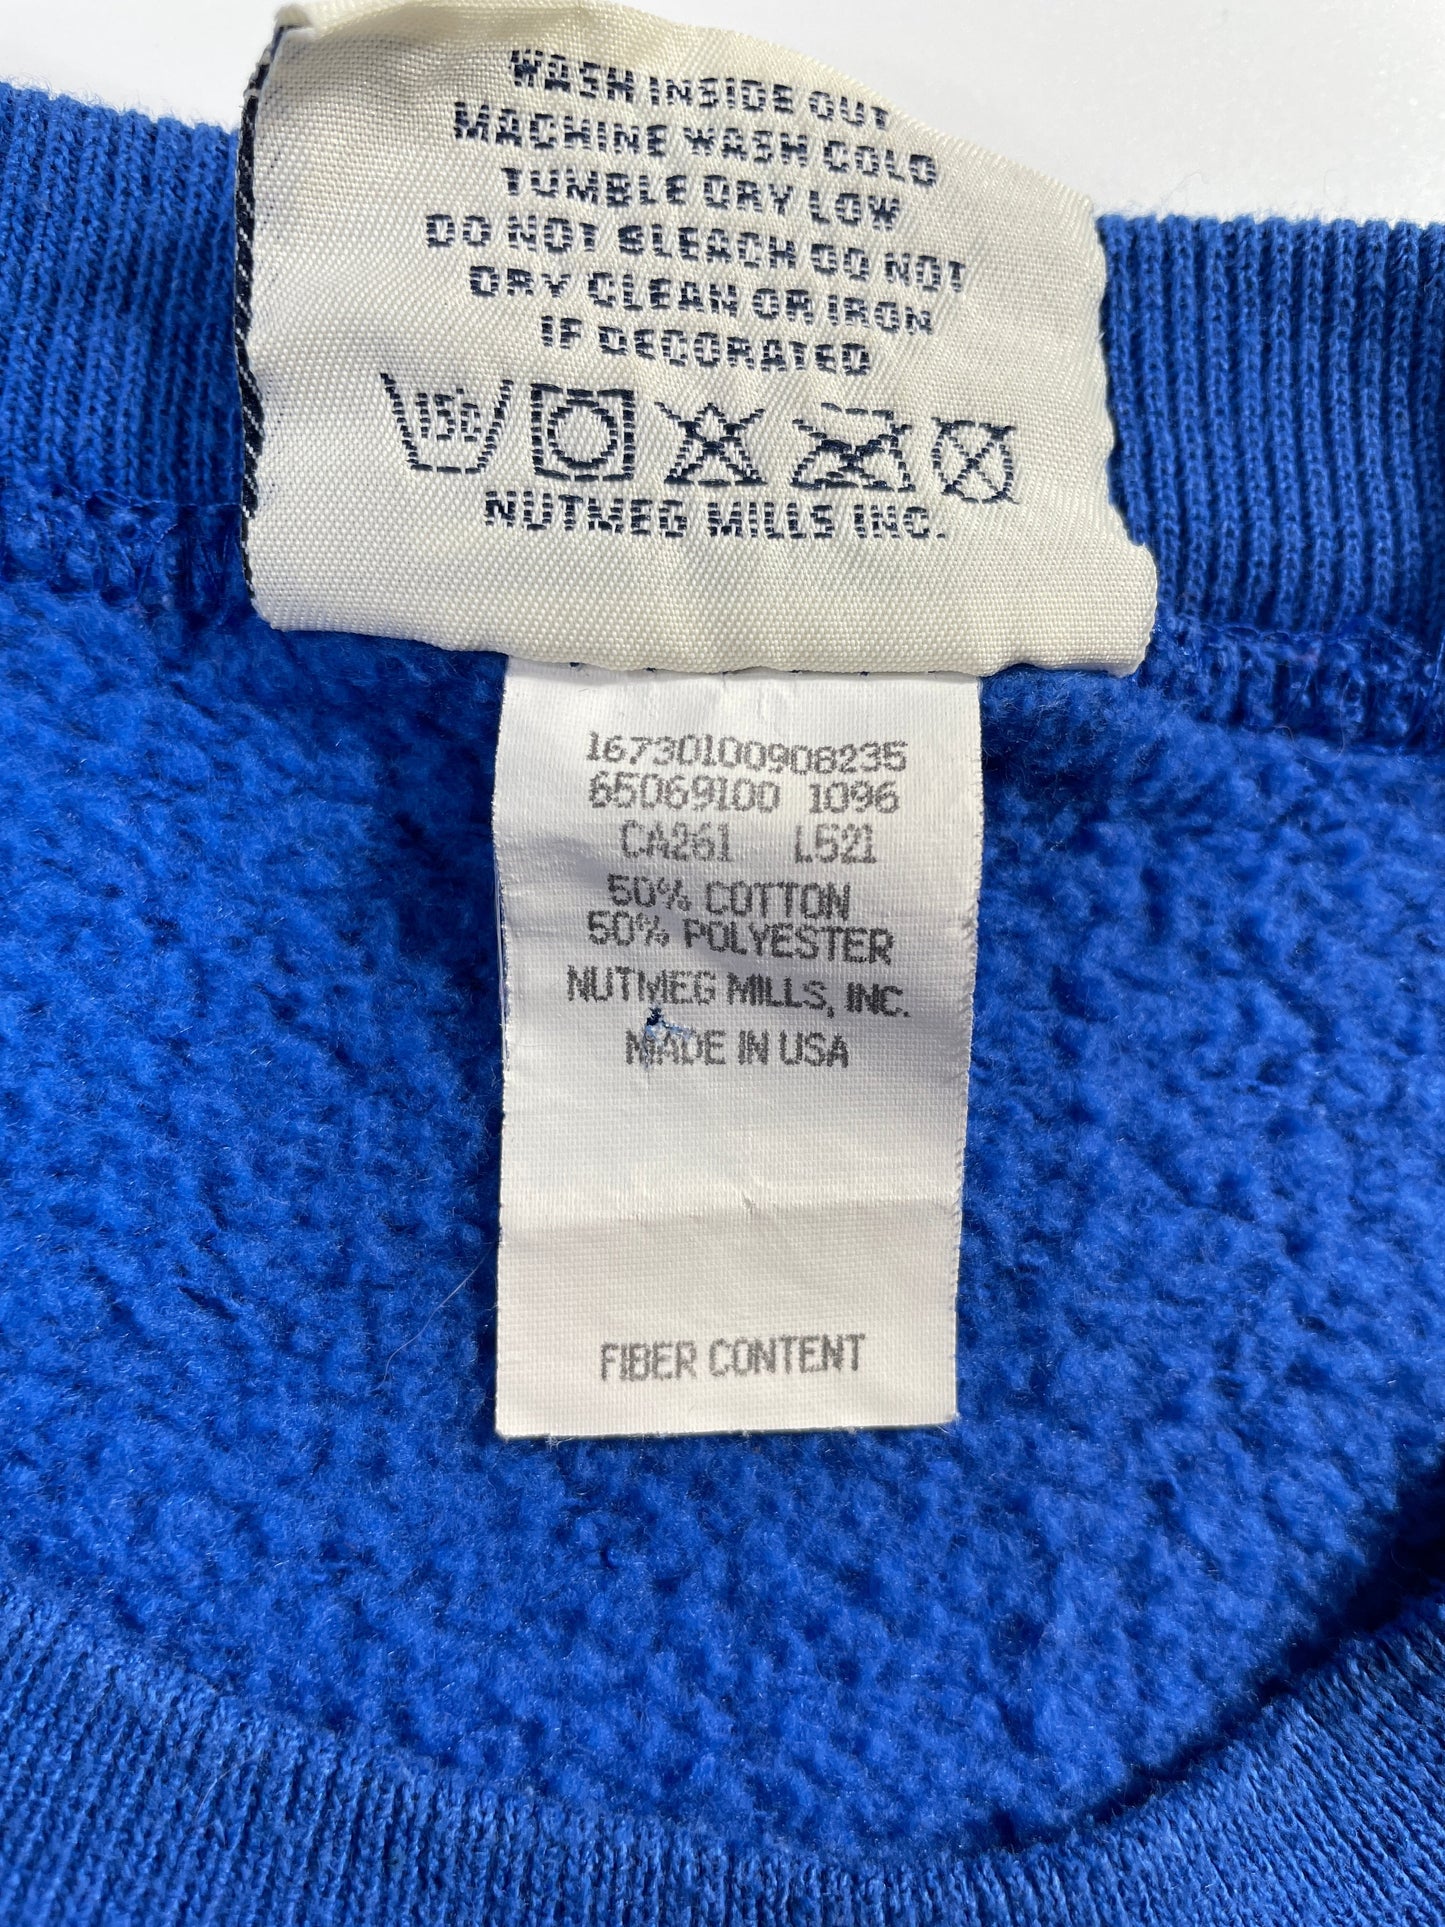 WASH INSIDE OUT
MACHINE WASH COLD
TUMBLE DRY LOW
DO NOT BLEACH DO NOT
DRY CLEAN OR IRON
IF DECORATED
150
NUTMEG MILLS INC.
16730100908235
65069100 1096
CA261 L521
50% COTTON
50% POLYESTER
NUTMEG MILLS, INC.
MADE IN USA
FIBER CONTENT